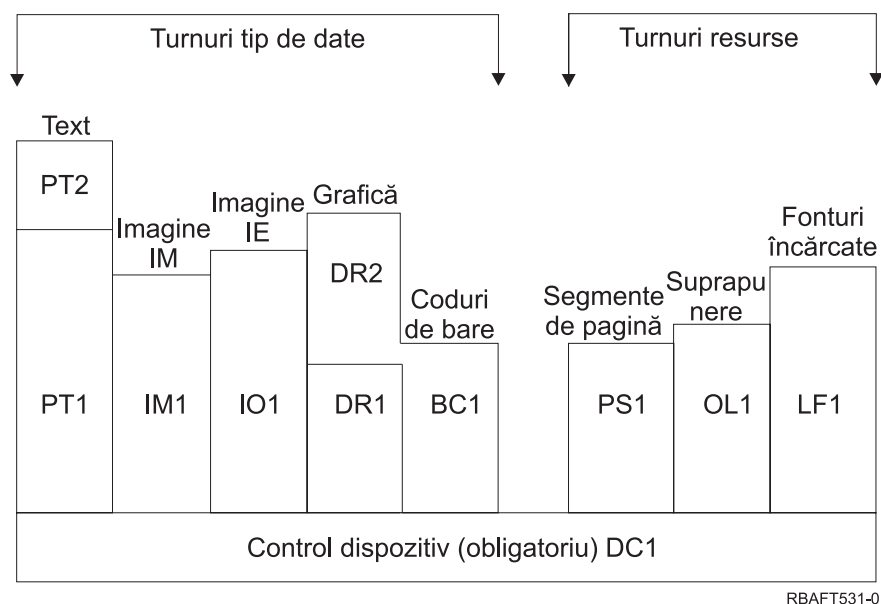 Turnuri tip de date
Turnuri resurse
Text
PT2
PT1
Imagine
IM
IM1
Imagine
IE
IO1
Grafică
DR2
DR1
Coduri
de bare
BC1
Segmente
de pagină
PS1
Suprapu
nere
OL1
Fonturi
încărcate
LF1
Control dispozitiv (obligatoriu) DC1
RBAFT531-0